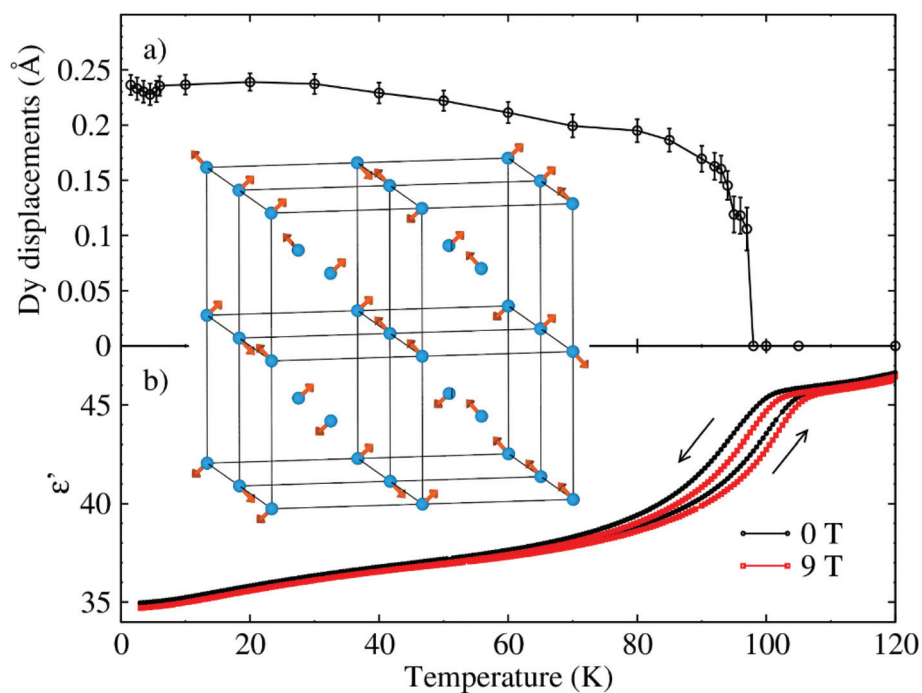 a)
Dy displacements (Å)
0.25
0.2
0.15
0.1
0.05
0
b)
ε'
45
40
35
0 T
9 T
0 20 40 60 80 100 120
Temperature (K)